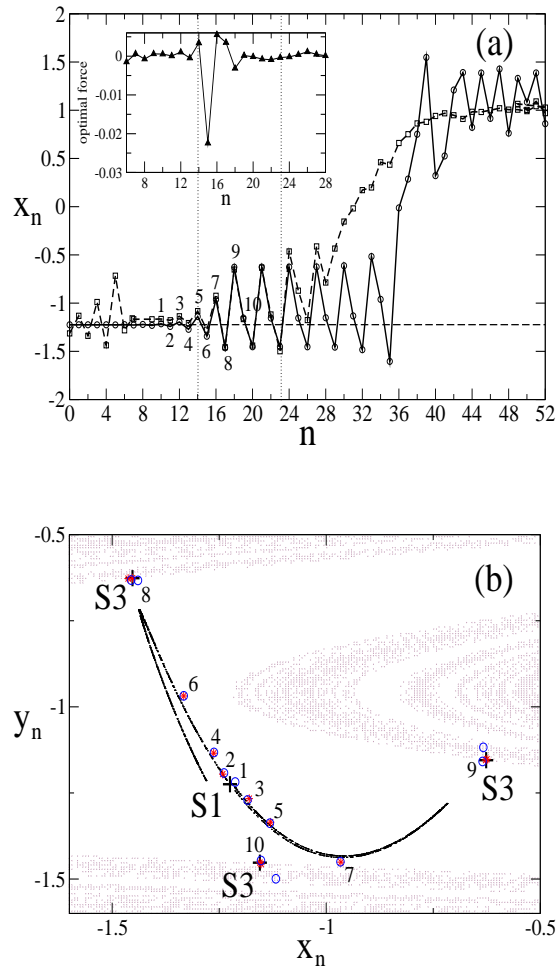 (a)
optimal force
0
-0.01
-0.02
-0.03
8 12 16 20 24 28
n
x_n
2
1.5
1
0.5
0
-0.5
-1
-1.5
-2
1 2 3 4 5 6 7 8 9 10
0 4 8 12 16 20 24 28 32 36 40 44 48 52
n
(b)
y_n
-0.5
-1
-1.5
S3 8
6
4
2
1
S1
3
5
9 S3
10
S3
7
-1.5 -1 -0.5
x_n